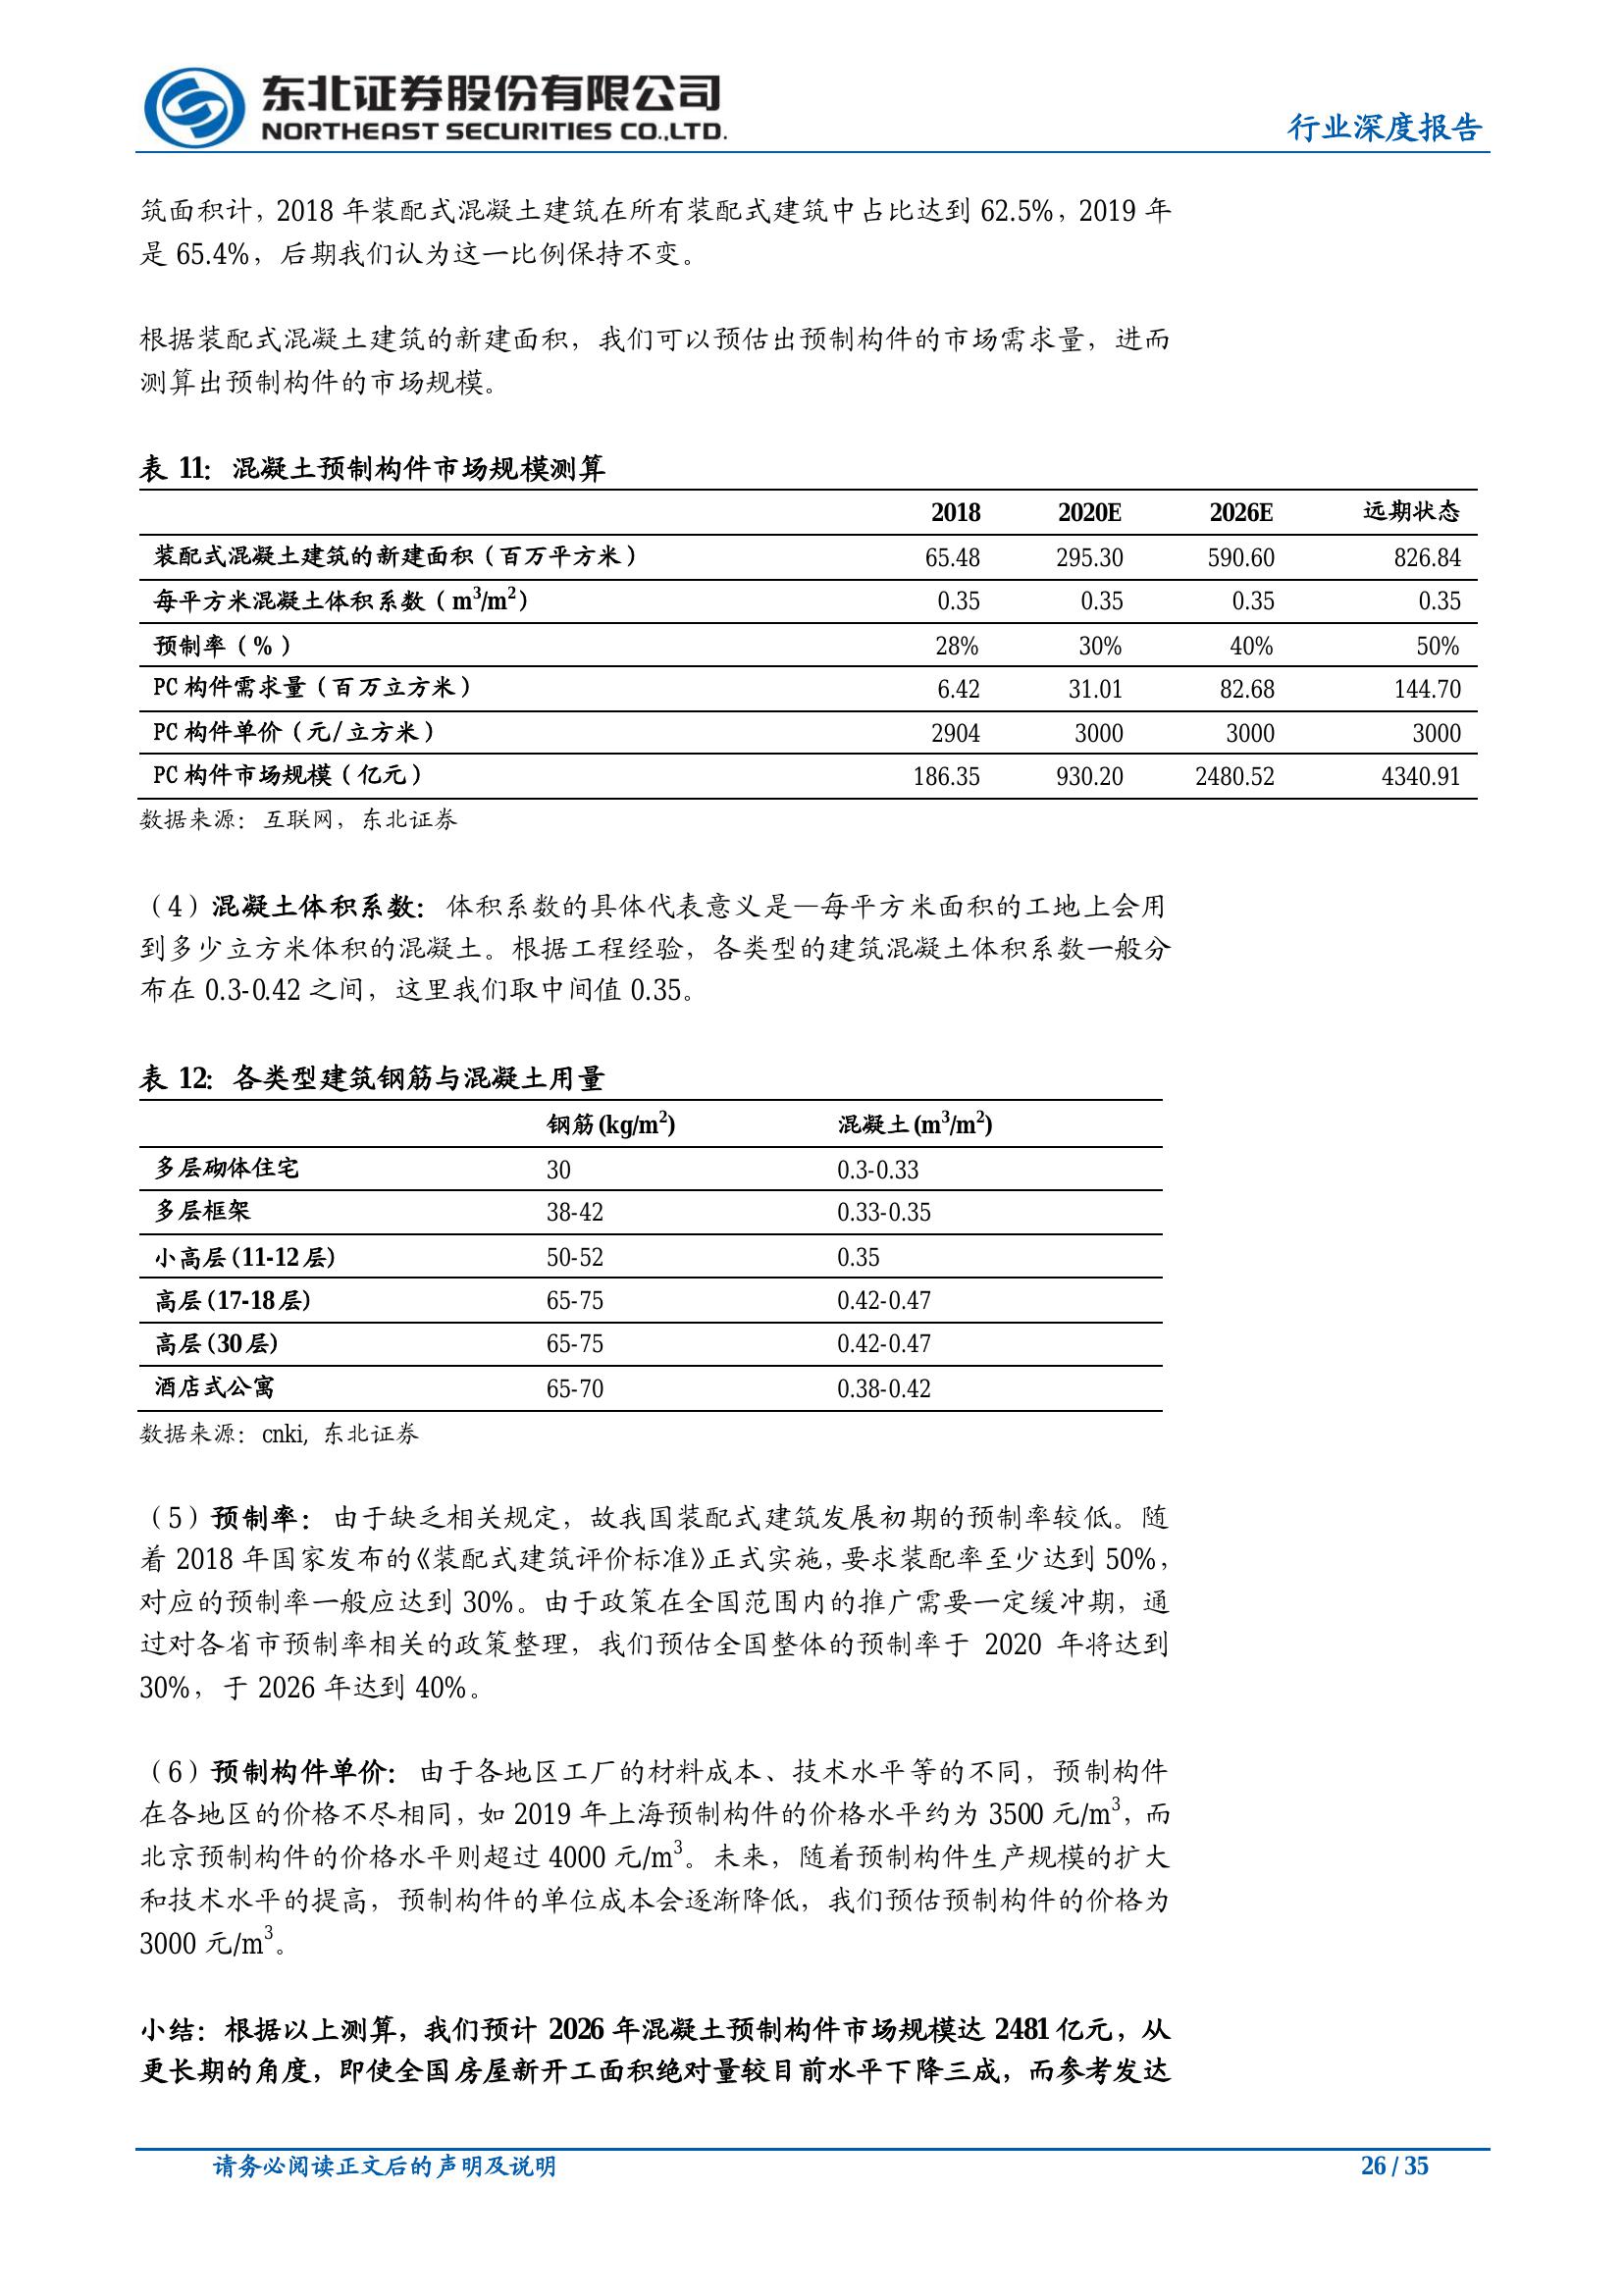 东北证券股份有限公司
NORTHEAST SECURITIES CO.,LTD.
行业深度报告
筑面积计，2018 年装配式混凝土建筑在所有装配式建筑中占比达到 62.5%，2019 年
是 65.4%，后期我们认为这一比例保持不变。
根据装配式混凝土建筑的新建面积，我们可以预估出预制构件的市场需求量，进而
测算出预制构件的市场规模。
表 11：混凝土预制构件市场规模测算
2018 2020E 2026E 远期状态
装配式混凝土建筑的新建面积（百万平方米） 65.48 295.30 590.60 826.84
每平方米混凝土体积系数（m³/m²） 0.35 0.35 0.35 0.35
预制率（%） 28% 30% 40% 50%
PC 构件需求量（百万立方米） 6.42 31.01 82.68 144.70
PC 构件单价（元/立方米） 2904 3000 3000 3000
PC 构件市场规模（亿元） 186.35 930.20 2480.52 4340.91
数据来源：互联网，东北证券
（4）混凝土体积系数：体积系数的具体代表意义是—每平方米面积的工地上会用
到多少立方米体积的混凝土。根据工程经验，各类型的建筑混凝土体积系数一般分
布在 0.3-0.42 之间，这里我们取中间值 0.35。
表 12：各类型建筑钢筋与混凝土用量
钢筋(kg/m²) 混凝土(m³/m²)
多层砌体住宅 30 0.3-0.33
多层框架 38-42 0.33-0.35
小高层(11-12 层) 50-52 0.35
高层(17-18 层) 65-75 0.42-0.47
高层(30 层) 65-75 0.42-0.47
酒店式公寓 65-70 0.38-0.42
数据来源：cnki, 东北证券
（5）预制率：由于缺乏相关规定，故我国装配式建筑发展初期的预制率较低。随
着 2018 年国家发布的《装配式建筑评价标准》正式实施，要求装配率至少达到 50%，
对应的预制率一般应达到 30%。由于政策在全国范围内的推广需要一定缓冲期，通
过对各省市预制率相关的政策整理，我们预估全国整体的预制率于 2020 年将达到
30%，于 2026 年达到 40%。
（6）预制构件单价：由于各地区工厂的材料成本、技术水平等的不同，预制构件
在各地区的价格不尽相同，如 2019 年上海预制构件的价格水平约为 3500 元/m³，而
北京预制构件的价格水平则超过 4000 元/m³。未来，随着预制构件生产规模的扩大
和技术水平的提高，预制构件的单位成本会逐渐降低，我们预估预制构件的价格为
3000 元/m³。
小结：根据以上测算，我们预计 2026 年混凝土预制构件市场规模达 2481 亿元，从
更长期的角度，即使全国房屋新开工面积绝对量较目前水平下降三成，而参考发达
请务必阅读正文后的声明及说明
26 / 35